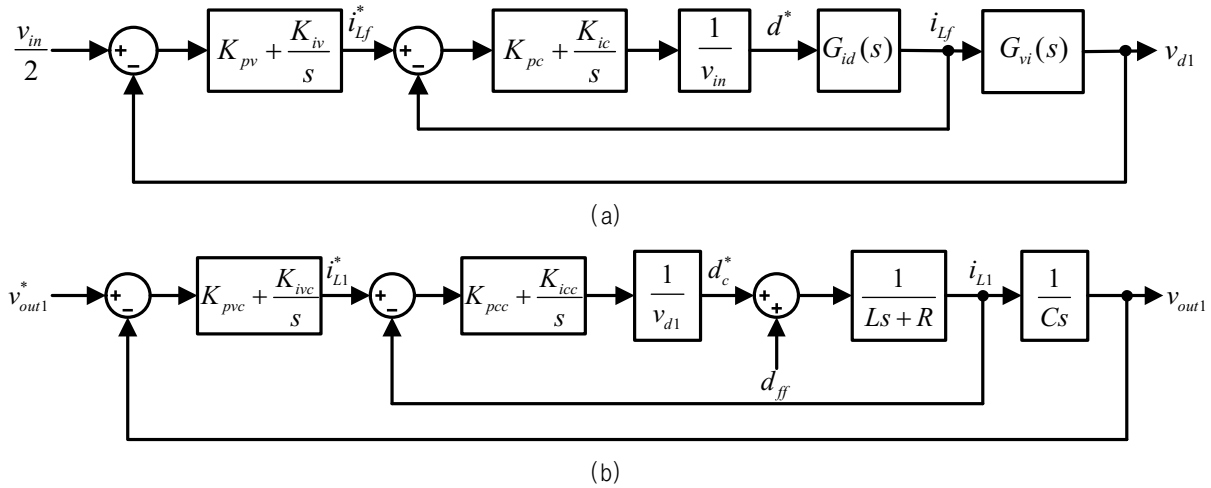 v_in/2
+
−
K_pv + K_iv/s
i*_Lf
+
−
K_pc + K_ic/s
1/v_in
d*
G_id(s)
i_Lf
G_vi(s)
v_d1
(a)
v*_out1
+
−
K_pvc + K_ivc/s
i*_L1
+
−
K_pcc + K_icc/s
1/v_d1
d*_c
+
+
d_ff
1/(Ls + R)
i_L1
1/Cs
v_out1
(b)